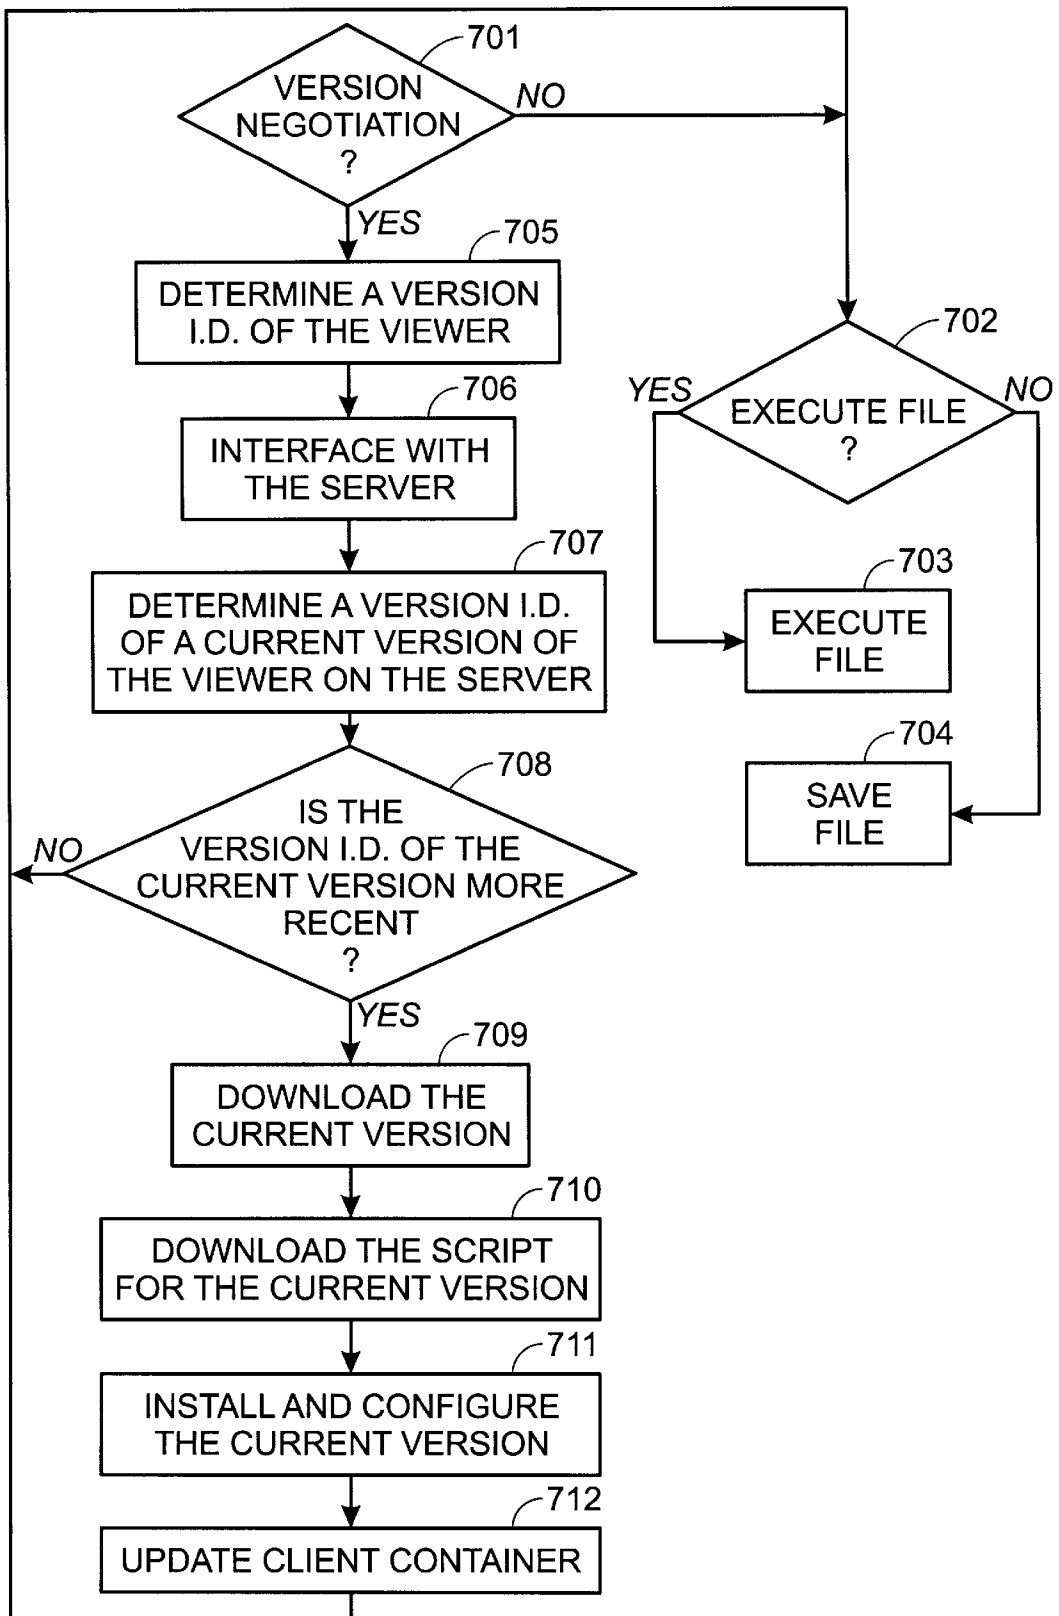 701
VERSION
NEGOTIATION
?
NO
YES
705
DETERMINE A VERSION
I.D. OF THE VIEWER
706
INTERFACE WITH
THE SERVER
707
DETERMINE A VERSION I.D.
OF A CURRENT VERSION OF
THE VIEWER ON THE SERVER
708
IS THE
VERSION I.D. OF THE
CURRENT VERSION MORE
RECENT
?
NO
YES
709
DOWNLOAD THE
CURRENT VERSION
710
DOWNLOAD THE SCRIPT
FOR THE CURRENT VERSION
711
INSTALL AND CONFIGURE
THE CURRENT VERSION
712
UPDATE CLIENT CONTAINER
702
YES
NO
EXECUTE FILE
?
703
EXECUTE
FILE
704
SAVE
FILE